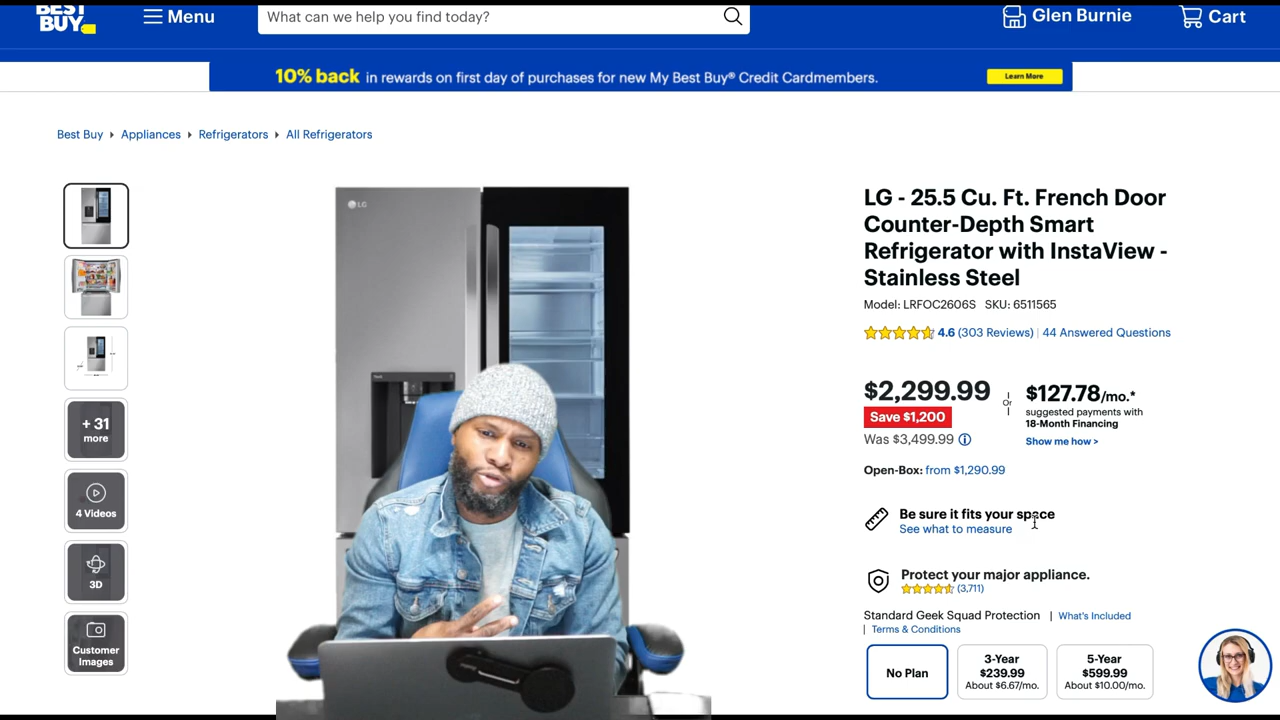 BEST
BUY
Menu
What can we help you find today?
Glen Burnie
Cart
10% back in rewards on first day of purchases for new My Best Buy® Credit Cardmembers.
Learn More
Best Buy
Appliances
Refrigerators
All Refrigerators
LG
+ 31
more
4 Videos
3D
Customer
Images
LG - 25.5 Cu. Ft. French Door
Counter-Depth Smart
Refrigerator with InstaView -
Stainless Steel
Model: LRFOC2606S SKU: 6511565
4.6 (303 Reviews) | 44 Answered Questions
$2,299.99
Save $1,200
Was $3,499.99
Or
$127.78/mo.*
suggested payments with
18-Month Financing
Show me how >
Open-Box: from $1,290.99
Be sure it fits your space
See what to measure
Protect your major appliance.
(3,711)
Standard Geek Squad Protection | What's Included
| Terms & Conditions
No Plan
3-Year
$239.99
About $6.67/mo.
5-Year
$599.99
About $10.00/mo.